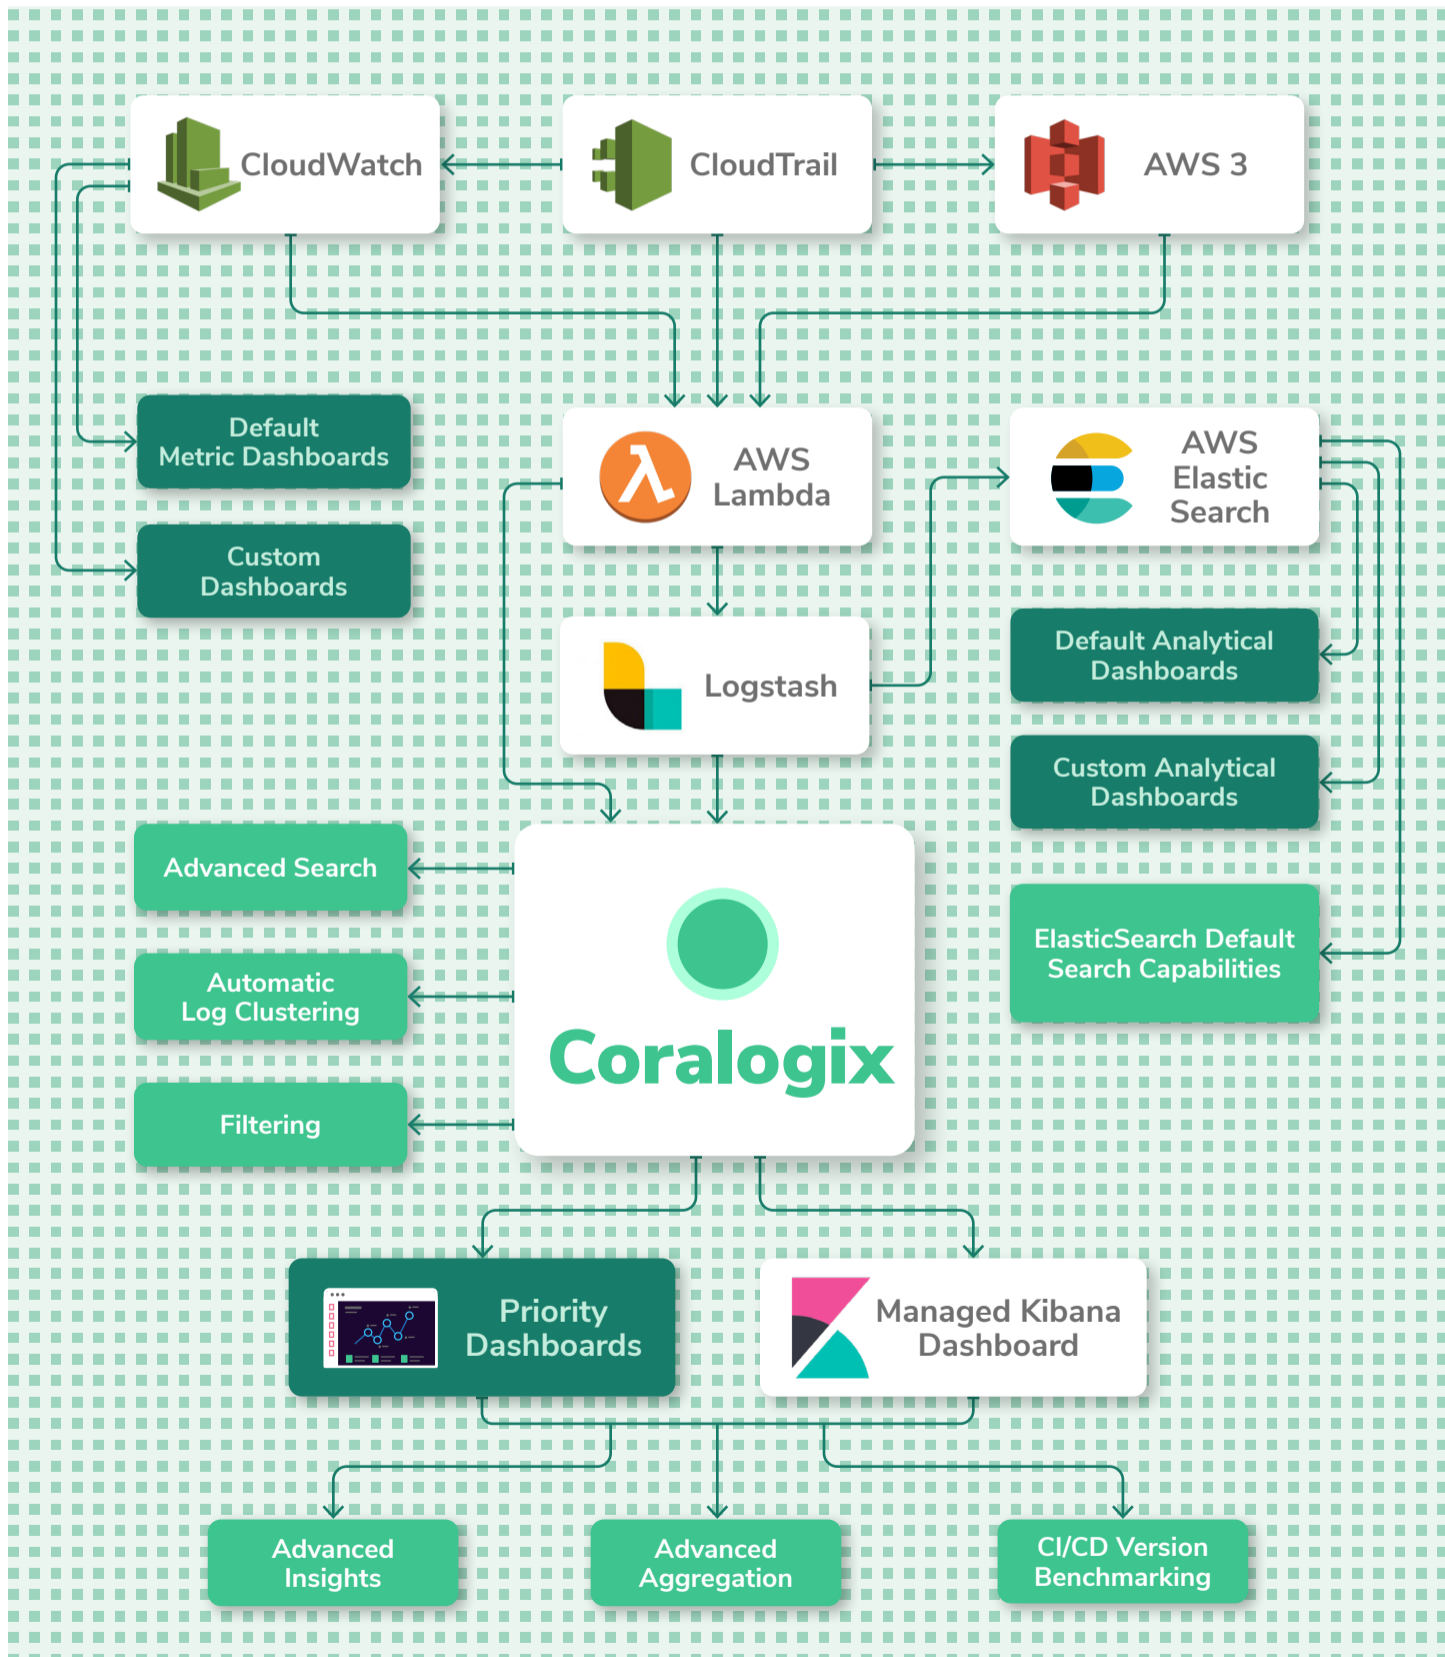 CloudWatch
CloudTrail
AWS 3
Default
Metric Dashboards
Custom
Dashboards
AWS
Lambda
AWS
Elastic
Search
Logstash
Default Analytical
Dashboards
Custom Analytical
Dashboards
ElasticSearch Default
Search Capabilities
Advanced Search
Automatic
Log Clustering
Filtering
Coralogix
Priority
Dashboards
Managed Kibana
Dashboard
Advanced
Insights
Advanced
Aggregation
CI/CD Version
Benchmarking